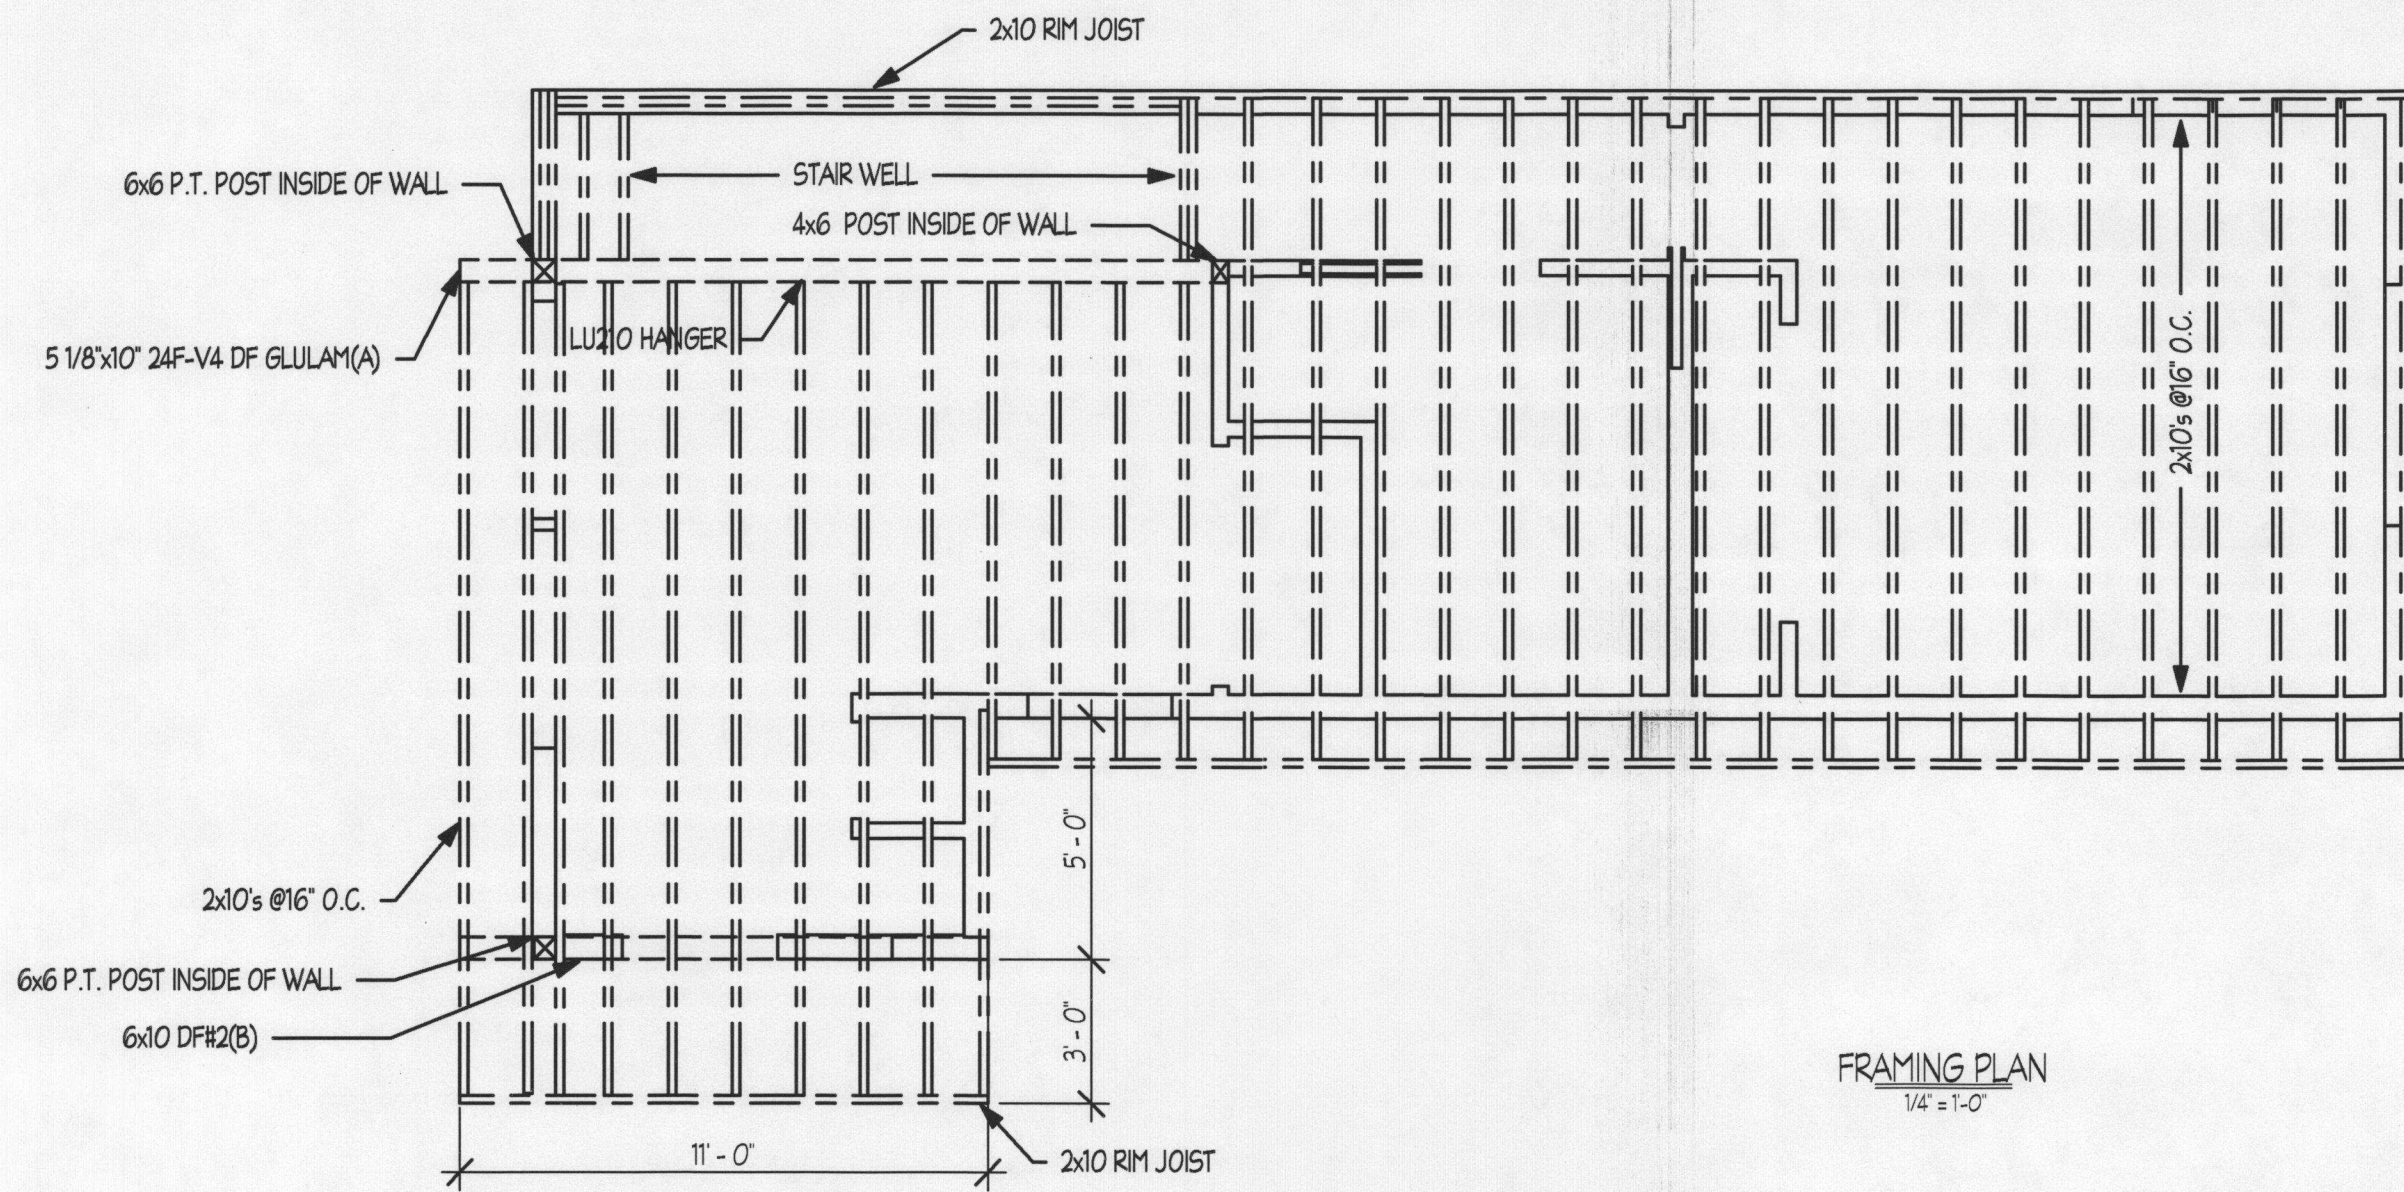 2x10 RIM JOIST
6x6 P.T. POST INSIDE OF WALL
STAIR WELL
4x6 POST INSIDE OF WALL
LU210 HANGER
5 1/8"x10" 24F-V4 DF GLULAM(A)
2x10's @16" O.C.
5' - 0"
2x10's @16" O.C.
6x6 P.T. POST INSIDE OF WALL
6x10 DF#2(B)
3' - 0"
FRAMING PLAN
1/4" = 1'-0"
11' - 0"
2x10 RIM JOIST